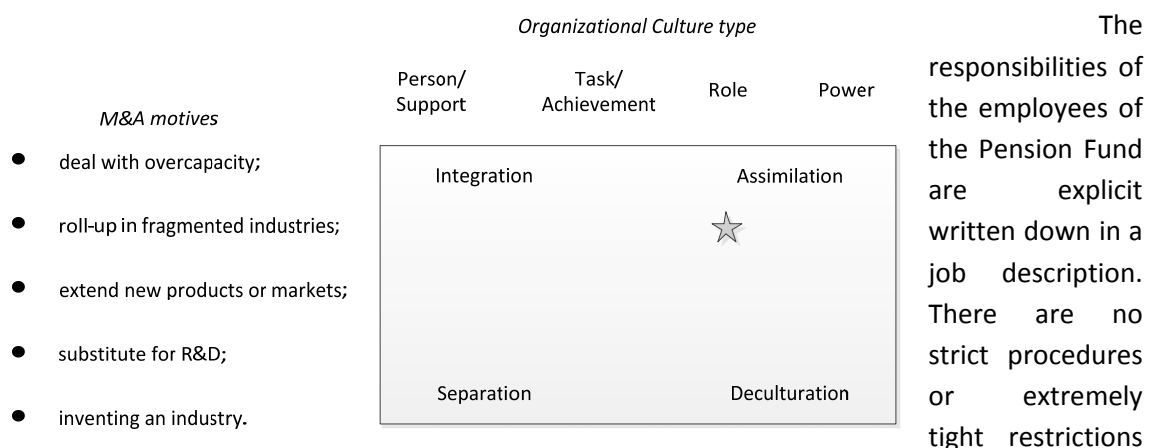 Organizational Culture type
Person/
Support
Task/
Achievement
Role
Power
M&A motives
• deal with overcapacity;
• roll-up in fragmented industries;
• extend new products or markets;
• substitute for R&D;
• inventing an industry.
Integration
Assimilation
Separation
Deculturation
The
responsibilities of
the employees of
the Pension Fund
are explicit
written down in a
job description.
There are no
strict procedures
or extremely
tight restrictions